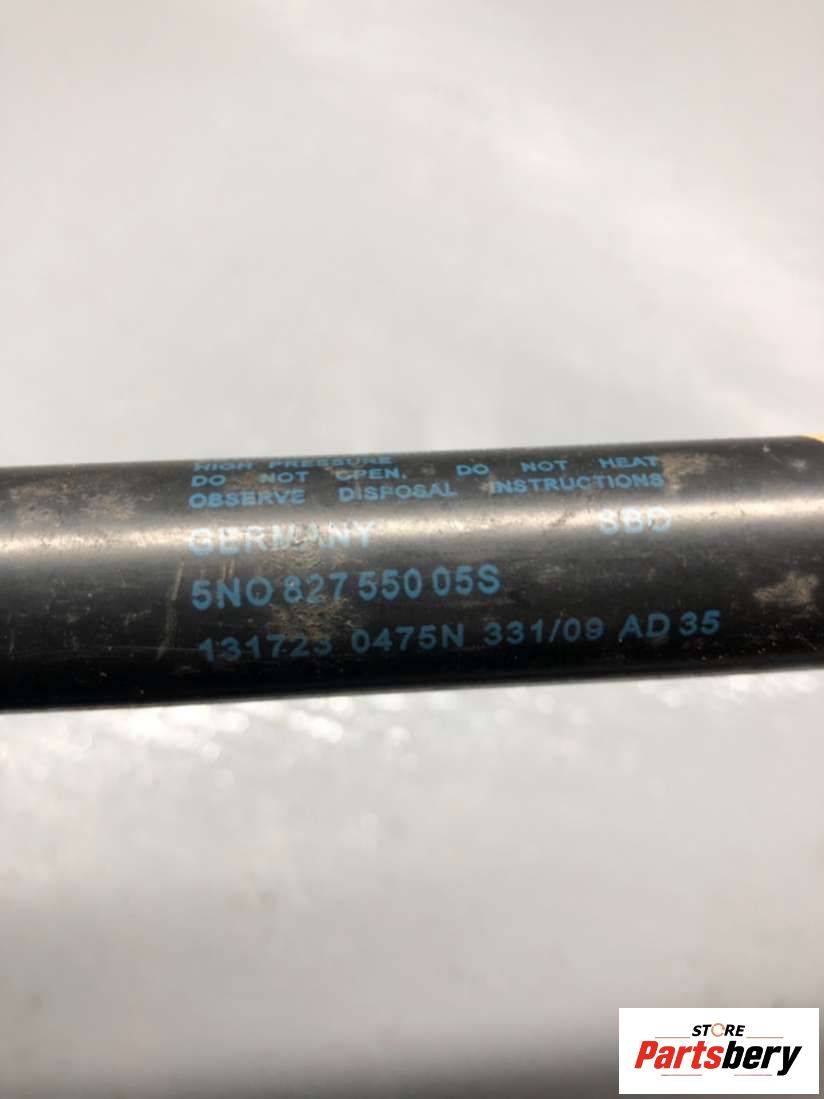 HIGH PRESSURE
DO NOT OPEN, DO NOT HEAT
OBSERVE DISPOSAL INSTRUCTIONS
GERMANY SBD
5N0 827 550 05S
131723 0475N 331/09 AD 35
STORE
Partsbery